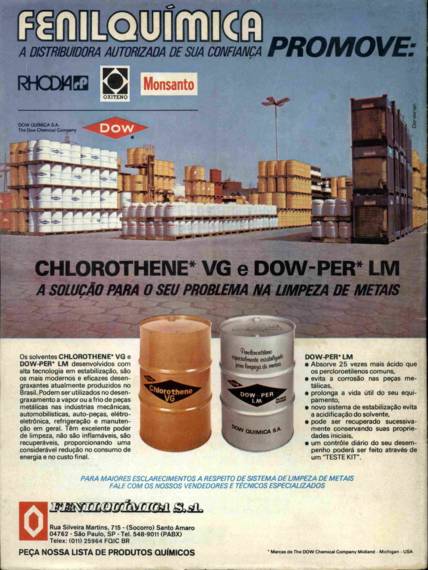 FENILQUÍMICA
A DISTRIBUIDORA AUTORIZADA DE SUA CONFIANÇA PROMOVE:
RHODIA
OXITENO
Monsanto
DOW QUÍMICA S.A.
The Dow Chemical Company
DOW
CHLOROTHENE* VG e DOW-PER* LM
A SOLUÇÃO PARA O SEU PROBLEMA NA LIMPEZA DE METAIS
Os solventes CHLOROTHENE* VG e
DOW-PER* LM desenvolvidos com
alta tecnologia em estabilização, são
os mais modernos e eficazes desen-
graxantes atualmente produzidos no
Brasil. Podem ser utilizados no desen-
graxamento a vapor ou a frio de peças
metálicas nas indústrias mecânicas,
automobilísticas, auto-peças, elétro-
eletrônica, refrigeração e manuten-
ção em geral. Têm excelente poder
de limpeza, não são inflamáveis, são
recuperáveis, proporcionando uma
considerável redução no consumo de
energia e no custo final.
Chlorothene
VG
Percloroetileno
especialmente estabilizado
para limpeza de metais
DOW-PER
LM
DOW QUIMICA S.A.
DOW-PER* LM
• Absorve 25 vezes mais ácido que
os percloroetilenos comuns,
• evita a corrosão nas peças me-
tálicas,
• prolonga a vida útil do seu equi-
pamento,
• novo sistema de estabilização evita
a acidificação do solvente,
• pode ser recuperado sucessiva-
mente conservando suas proprie-
dades iniciais,
• um contrôle diário do seu desem-
penho poderá ser feito através de
um "TESTE KIT".
PARA MAIORES ESCLARECIMENTOS A RESPEITO DE SISTEMA DE LIMPEZA DE METAIS
FALE COM OS NOSSOS VENDEDORES E TÉCNICOS ESPECIALIZADOS
FENILQUÍMICA S.A.
Rua Silveira Martins, 715 - (Socorro) Santo Amaro
04762 - São Paulo, SP - Tel. 548-9011 (PABX)
Telex: (011) 25964 FQIC BR
PEÇA NOSSA LISTA DE PRODUTOS QUÍMICOS
* Marcas de The DOW Chemical Company Midland - Michigan - USA